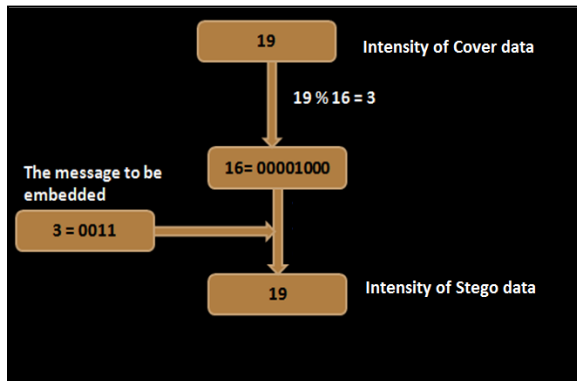 19
Intensity of Cover data
19 % 16 = 3
16= 00001000
The message to be
embedded
3 = 0011
19
Intensity of Stego data